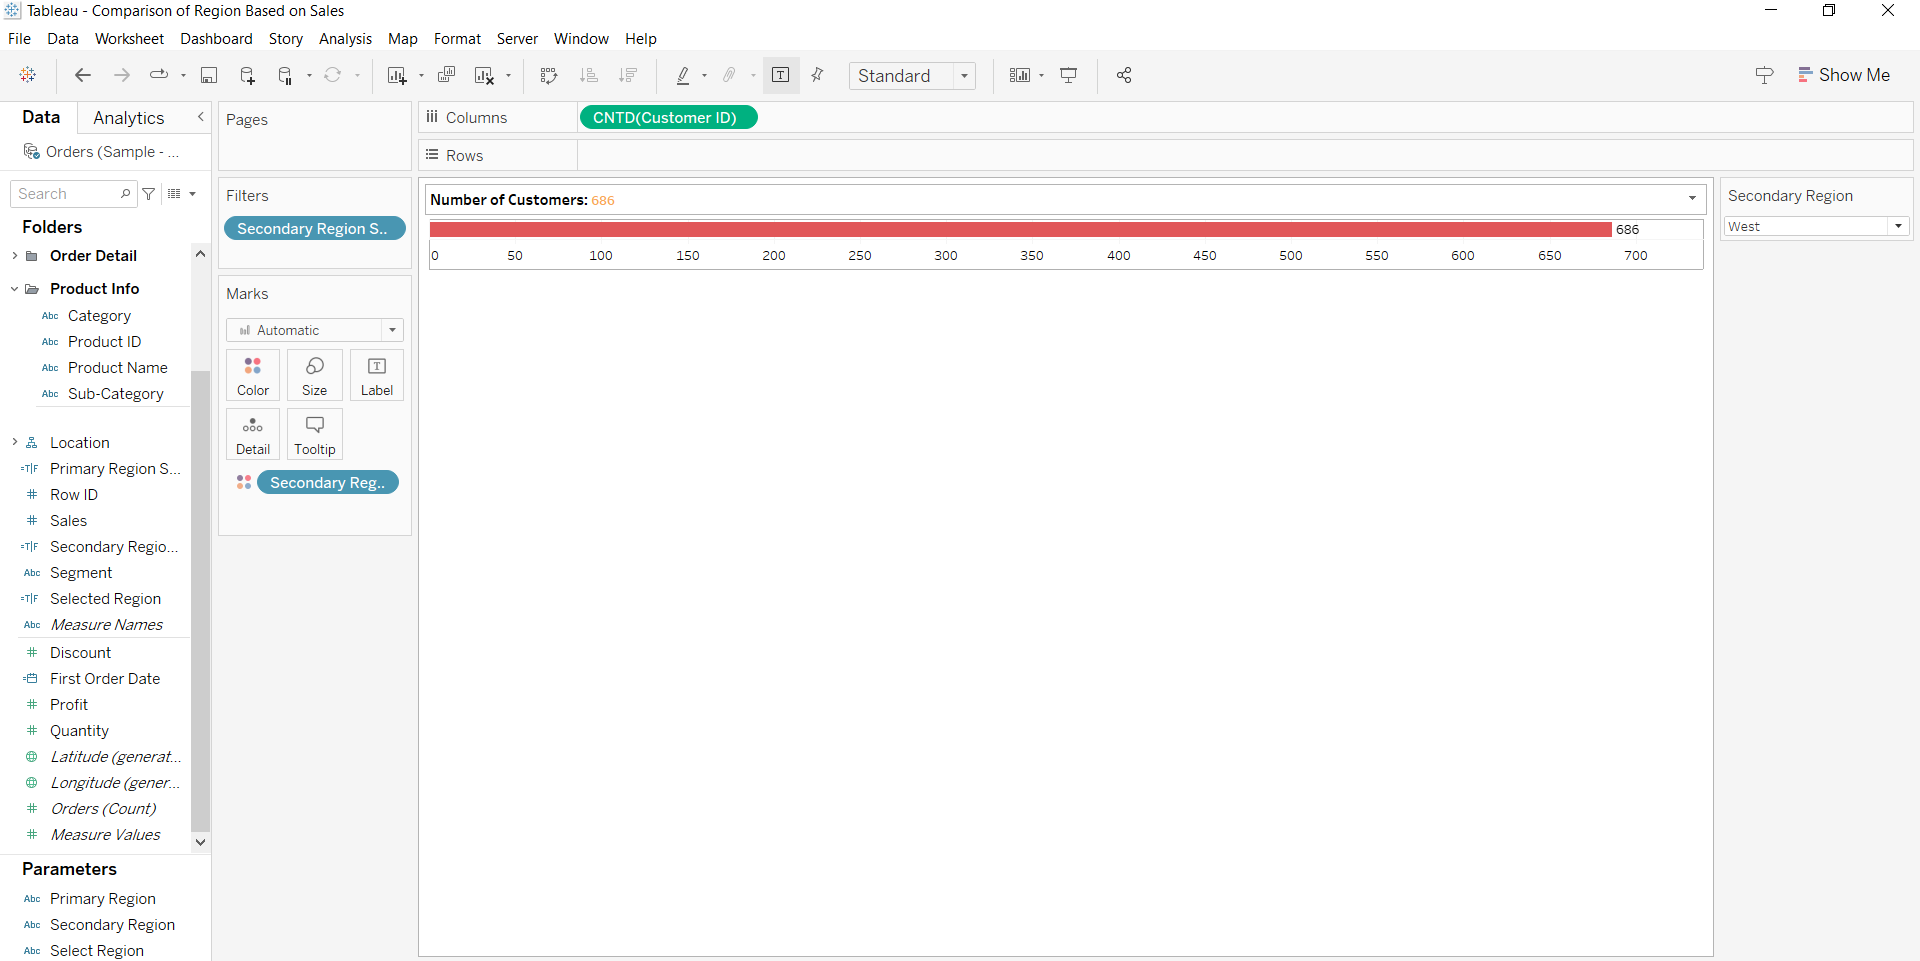 Tableau - Comparison of Region Based on Sales
File Data Worksheet Dashboard Story Analysis Map Format Server Window Help
Standard
Show Me
Data Analytics
Orders (Sample - ...
Search
Folders
Order Detail
Product Info
Abc Category
Abc Product ID
Abc Product Name
Abc Sub-Category
Location
=T|F Primary Region S...
# Row ID
# Sales
=T|F Secondary Regio...
Abc Segment
=T|F Selected Region
Abc Measure Names
# Discount
First Order Date
# Profit
# Quantity
Latitude (generat...
Longitude (gener...
# Orders (Count)
# Measure Values
Parameters
Abc Primary Region
Abc Secondary Region
Abc Select Region
Pages
Filters
Secondary Region S..
Marks
Automatic
Color Size Label
Detail Tooltip
Secondary Reg..
Columns CNTD(Customer ID)
Rows
Number of Customers: 686
686
0 50 100 150 200 250 300 350 400 450 500 550 600 650 700
Secondary Region
West